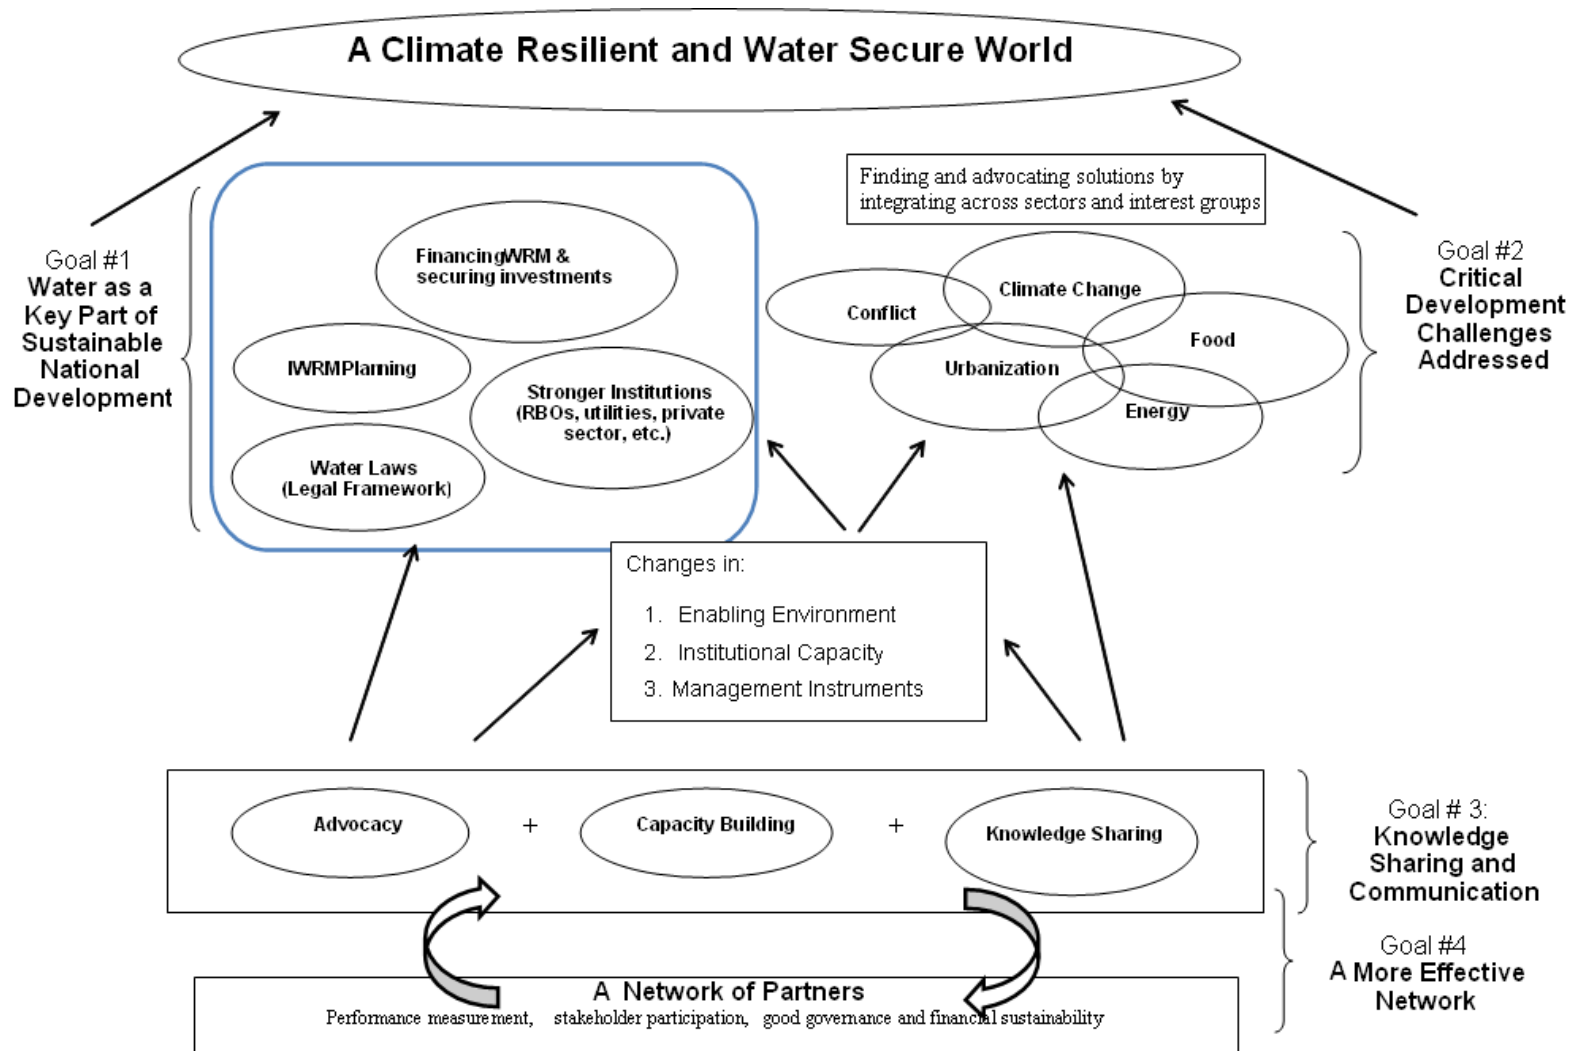 A Climate Resilient and Water Secure World
Goal #1
Water as a
Key Part of
Sustainable
National
Development
FinancingWRM &
securing investments
IWRMPlanning
Stronger Institutions
(RBOs, utilities, private
sector, etc.)
Water Laws
(Legal Framework)
Finding and advocating solutions by
integrating across sectors and interest groups
Climate Change
Conflict
Food
Urbanization
Energy
Goal #2
Critical
Development
Challenges
Addressed
Changes in:
1. Enabling Environment
2. Institutional Capacity
3. Management Instruments
Advocacy + Capacity Building + Knowledge Sharing
Goal # 3:
Knowledge
Sharing and
Communication
Goal #4
A More Effective
Network
A Network of Partners
Performance measurement, stakeholder participation, good governance and financial sustainability